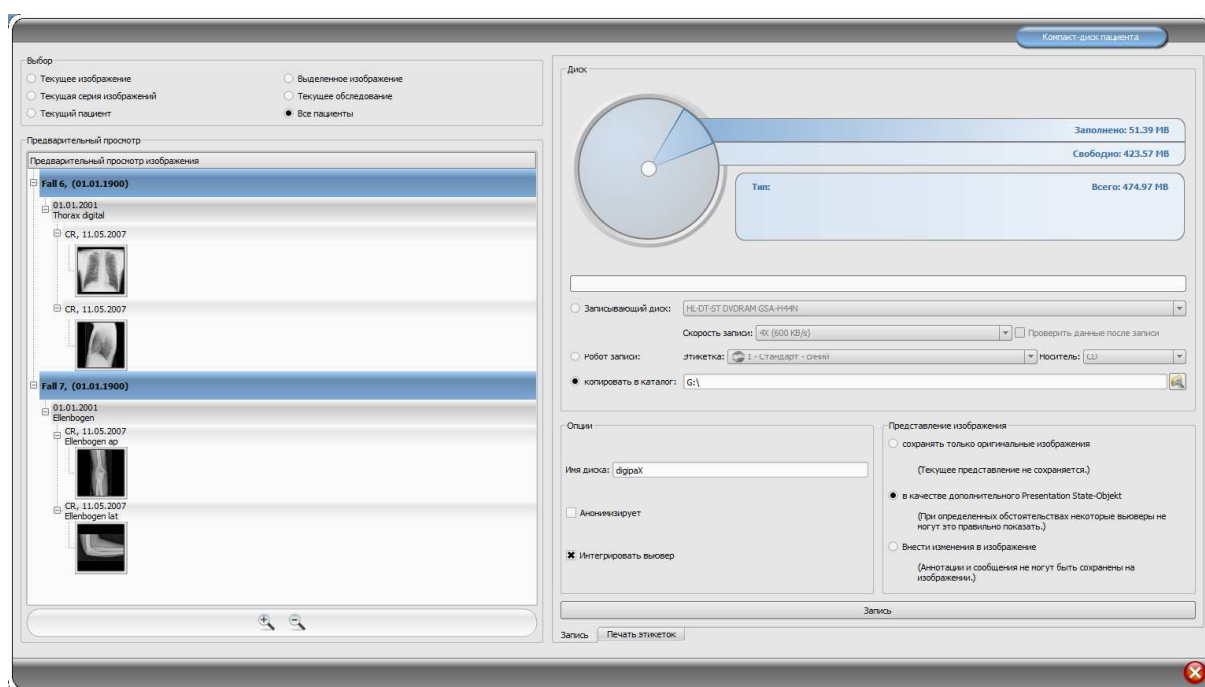 Компакт-диск пациента
Выбор
Текущее изображение
Выделенное изображение
Текущая серия изображений
Текущее обследование
Текущий пациент
Все пациенты
Предварительный просмотр
Предварительный просмотр изображения
Fall 6, (01.01.1900)
01.01.2001
Thorax digital
CR, 11.05.2007
CR, 11.05.2007
Fall 7, (01.01.1900)
01.01.2001
Ellenbogen
CR, 11.05.2007
Ellenbogen ap
CR, 11.05.2007
Ellenbogen lat
Диск
Заполнено: 51.39 MB
Свободно: 423.57 MB
Тип:
Всего: 474.97 MB
Записывающий диск:
HL-DT-ST DVDRAM GSA-H44N
Скорость записи:
4X (600 KB/s)
Проверить данные после записи
Робот записи:
Этикетка:
1 - Стандарт - синий
Носитель:
CD
копировать в каталог:
G:\
Опции
Имя диска:
digipaX
Анонимизирует
Интегрировать вьювер
Представление изображения
сохранять только оригинальные изображения
(Текущее представление не сохраняется.)
в качестве дополнительного Presentation State-Objekt
(При определенных обстоятельствах некоторые вьюверы не
могут это правильно показать.)
Внести изменения в изображение
(Аннотации и сообщения не могут быть сохранены на
изображении.)
Запись
Запись
Печать этикеток